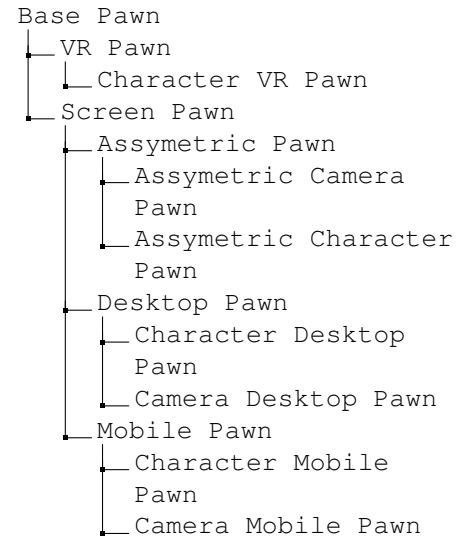 Base Pawn
VR Pawn
Character VR Pawn
Screen Pawn
Assymetric Pawn
Assymetric Camera
Pawn
Assymetric Character
Pawn
Desktop Pawn
Character Desktop
Pawn
Camera Desktop Pawn
Mobile Pawn
Character Mobile
Pawn
Camera Mobile Pawn